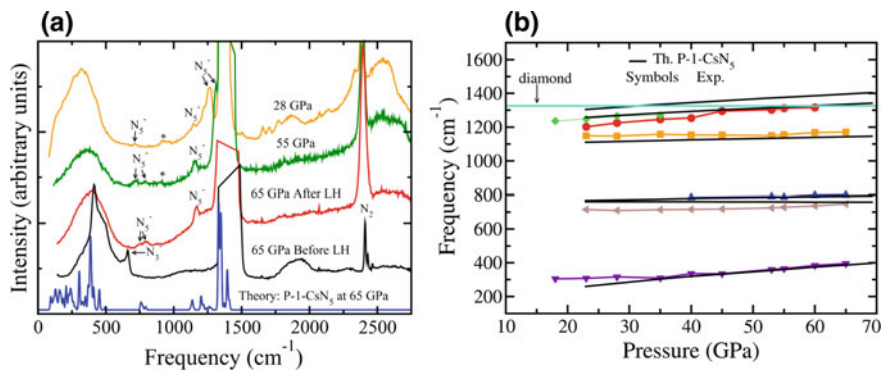 (a)
Intensity (arbitrary units)
N5-
N5-
N5-
28 GPa
N5-
*
N5-
55 GPa
N5-
*
N5-
65 GPa After LH
N5-
N2
N3-
65 GPa Before LH
Theory: P-1-CsN5 at 65 GPa
0 500 1000 1500 2000 2500
Frequency (cm-1)
(b)
Th. P-1-CsN5
Symbols Exp.
diamond
Frequency (cm-1)
1600
1400
1200
1000
800
600
400
200
10 20 30 40 50 60 70
Pressure (GPa)